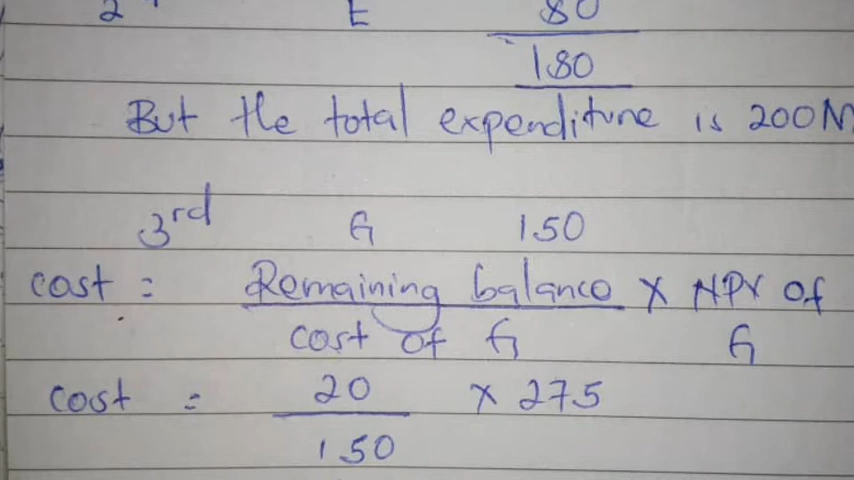 2 E 80
180
But the total expenditure is 200M
3rd G 150
cost = Remaining balance x NPV of
cost of G G
cost = 20 x 275
150